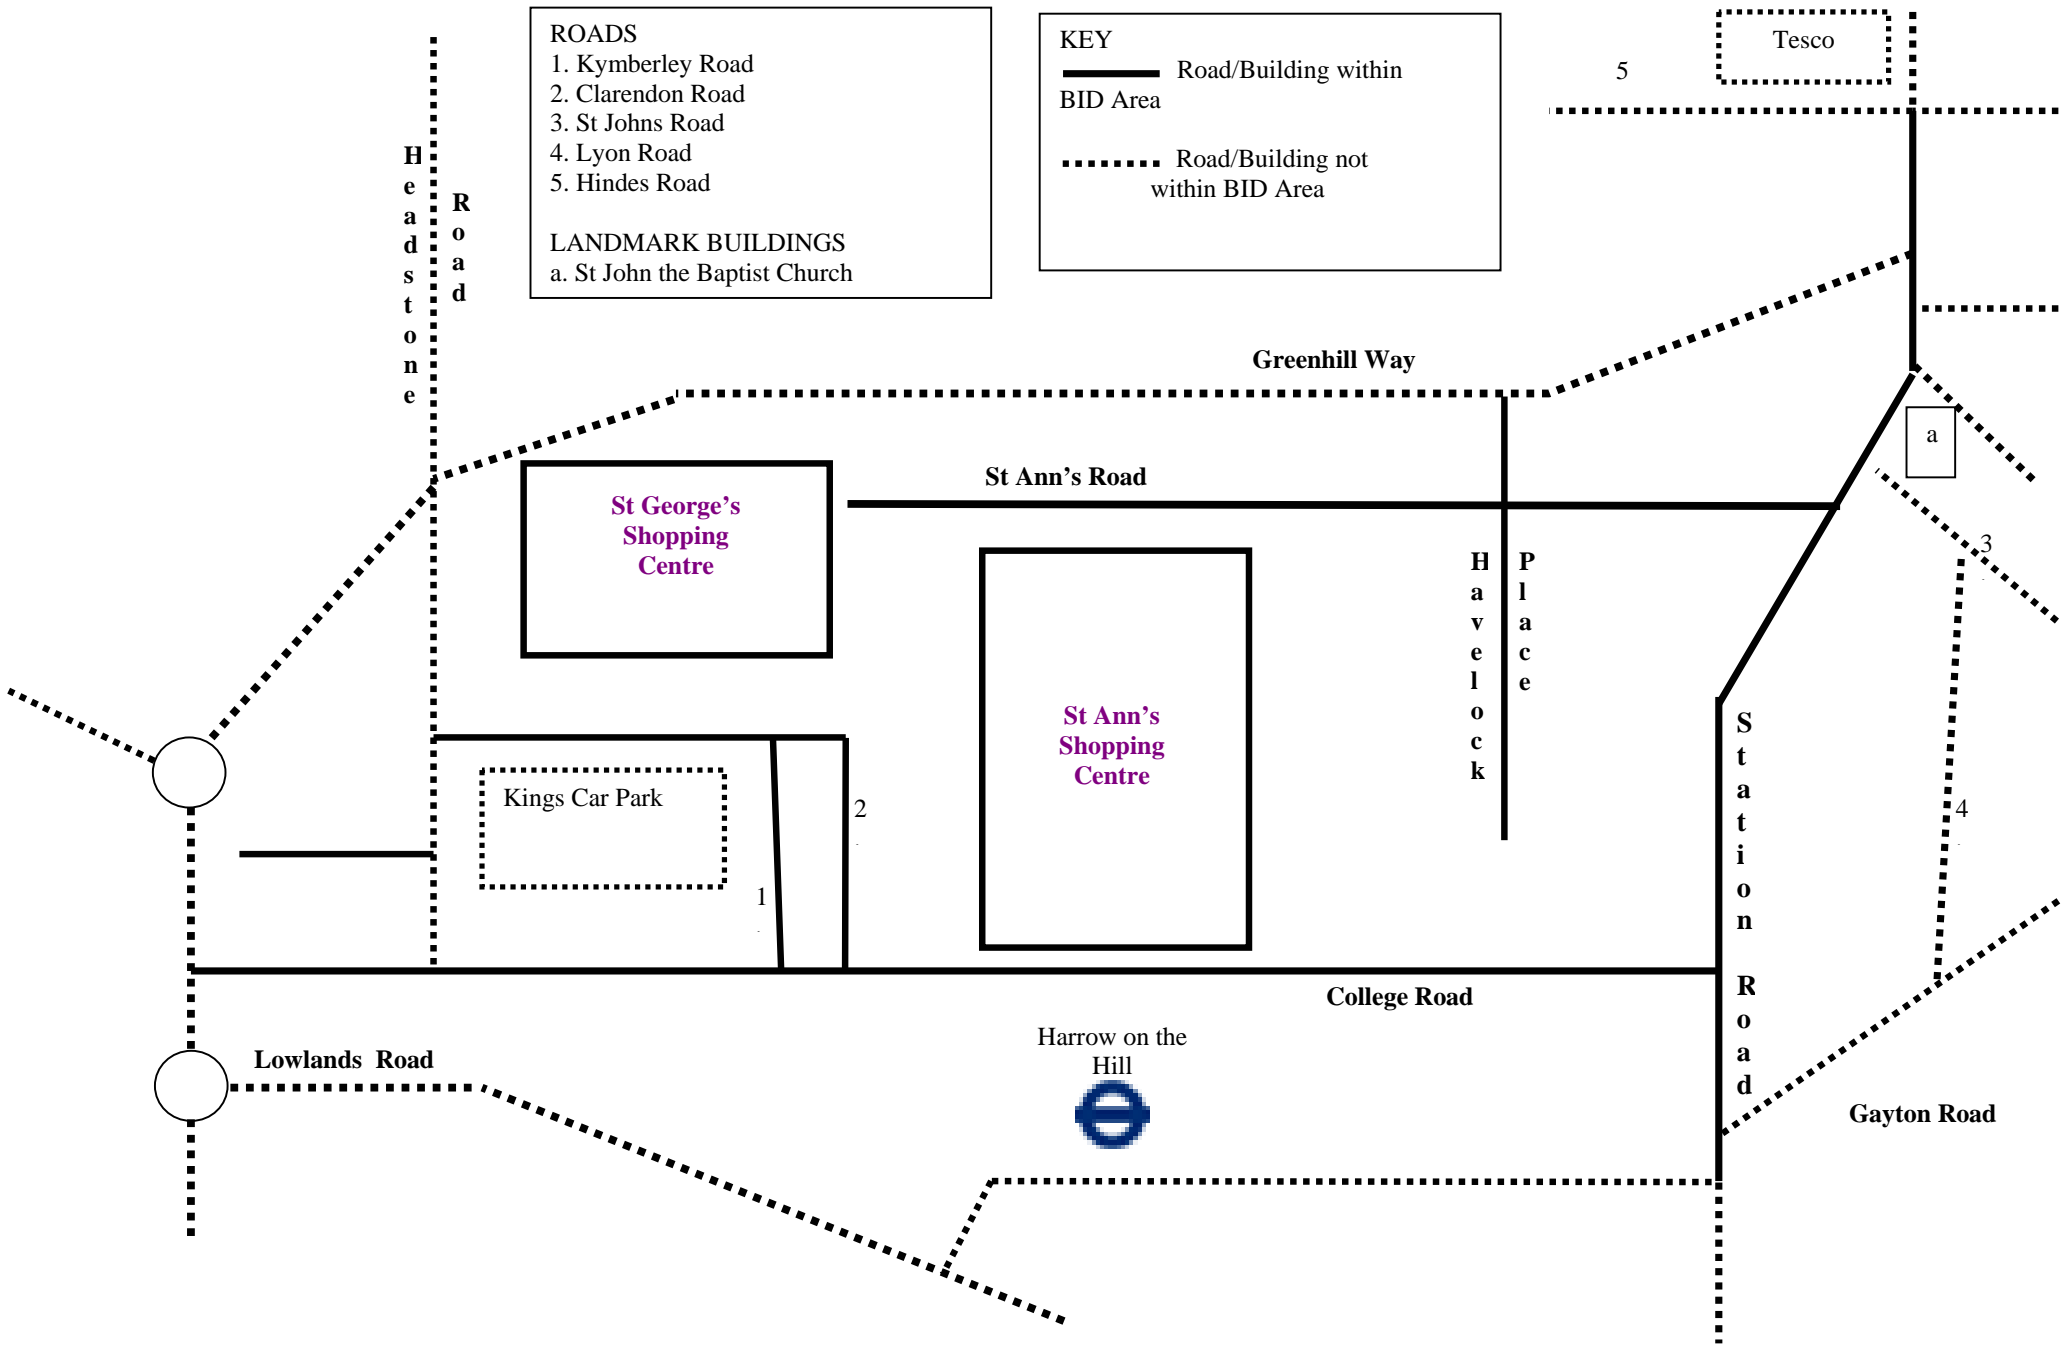 ROADS
1. Kymberley Road
2. Clarendon Road
3. St Johns Road
4. Lyon Road
5. Hindes Road
LANDMARK BUILDINGS
a. St John the Baptist Church
KEY
Road/Building within
BID Area
Road/Building not
within BID Area
Tesco
5
Headstone
Road
Greenhill Way
a
St Ann's Road
St George's
Shopping
Centre
Havelock
Place
3
St Ann's
Shopping
Centre
Station
Road
Kings Car Park
2
4
1
College Road
Harrow on the
Hill
Lowlands Road
Gayton Road